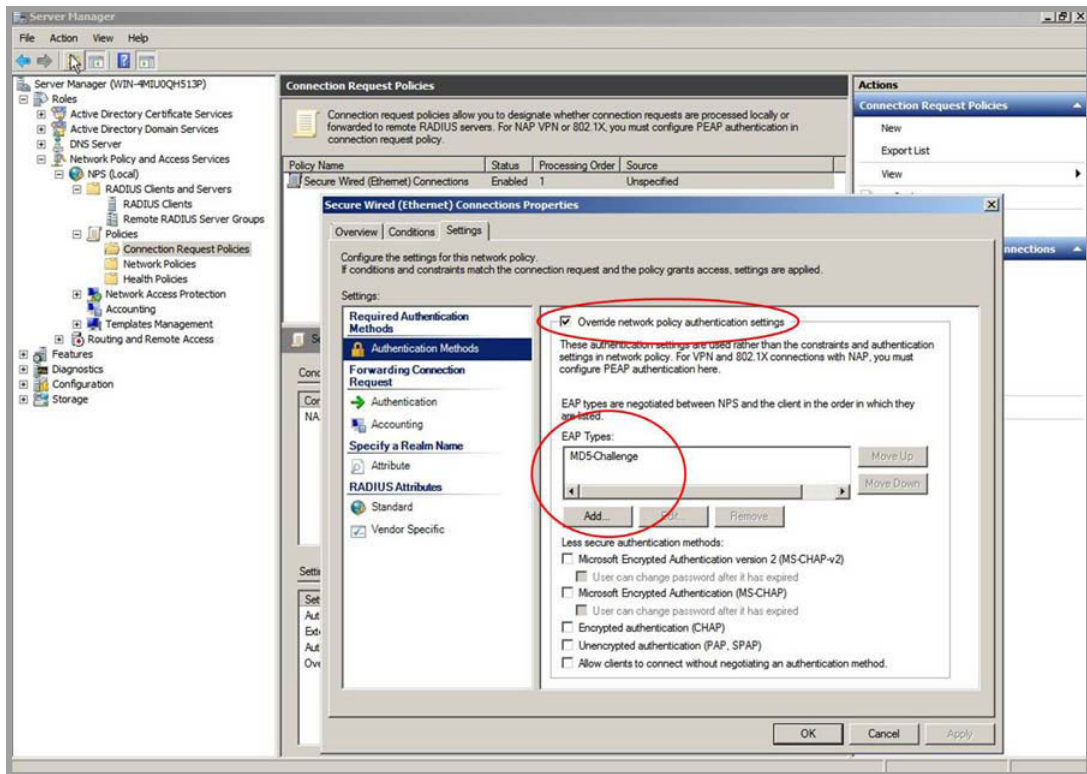 Server Manager
File Action View Help
Server Manager (WIN-4MIU0QH513P)
Roles
Active Directory Certificate Services
Active Directory Domain Services
DNS Server
Network Policy and Access Services
NPS (Local)
RADIUS Clients and Servers
RADIUS Clients
Remote RADIUS Server Groups
Policies
Connection Request Policies
Network Policies
Health Policies
Network Access Protection
Accounting
Templates Management
Routing and Remote Access
Features
Diagnostics
Configuration
Storage
Connection Request Policies
Connection request policies allow you to designate whether connection requests are processed locally or
forwarded to remote RADIUS servers. For NAP VPN or 802.1X, you must configure PEAP authentication in
connection request policy.
Policy Name Status Processing Order Source
Secure Wired (Ethernet) Connections Enabled 1 Unspecified
Actions
Connection Request Policies
New
Export List
View
nnections
Secure Wired (Ethernet) Connections Properties
Overview Conditions Settings
Configure the settings for this network policy.
If conditions and constraints match the connection request and the policy grants access, settings are applied.
Settings:
Required Authentication
Methods
Authentication Methods
Forwarding Connection
Request
Authentication
Accounting
Specify a Realm Name
Attribute
RADIUS Attributes
Standard
Vendor Specific
Override network policy authentication settings
These authentication settings are used rather than the constraints and authentication
settings in network policy. For VPN and 802.1X connections with NAP, you must
configure PEAP authentication here.
EAP types are negotiated between NPS and the client in the order in which they
are listed.
EAP Types:
MD5-Challenge
Move Up
Move Down
Add... Edit... Remove
Less secure authentication methods:
Microsoft Encrypted Authentication version 2 (MS-CHAP-v2)
User can change password after it has expired
Microsoft Encrypted Authentication (MS-CHAP)
User can change password after it has expired
Encrypted authentication (CHAP)
Unencrypted authentication (PAP, SPAP)
Allow clients to connect without negotiating an authentication method.
OK Cancel Apply
S
Con
NA
Setti
Set
Aut
Aut
Ove